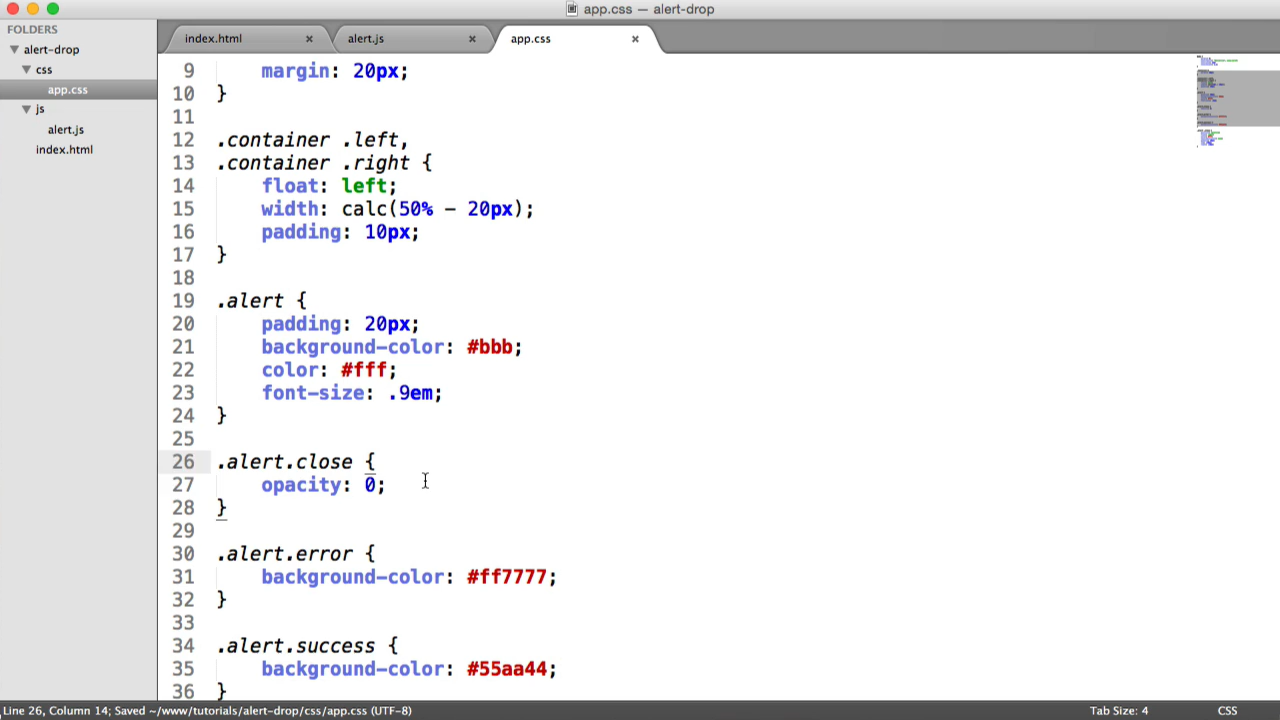 app.css — alert-drop
FOLDERS
alert-drop
css
app.css
js
alert.js
index.html
index.html × alert.js × app.css ×
9 margin: 20px;
10 }
11
12 .container .left,
13 .container .right {
14 float: left;
15 width: calc(50% - 20px);
16 padding: 10px;
17 }
18
19 .alert {
20 padding: 20px;
21 background-color: #bbb;
22 color: #fff;
23 font-size: .9em;
24 }
25
26 .alert.close {
27 opacity: 0;
28 }
29
30 .alert.error {
31 background-color: #ff7777;
32 }
33
34 .alert.success {
35 background-color: #55aa44;
36 }
Line 26, Column 14; Saved ~/www/tutorials/alert-drop/css/app.css (UTF-8) Tab Size: 4 CSS